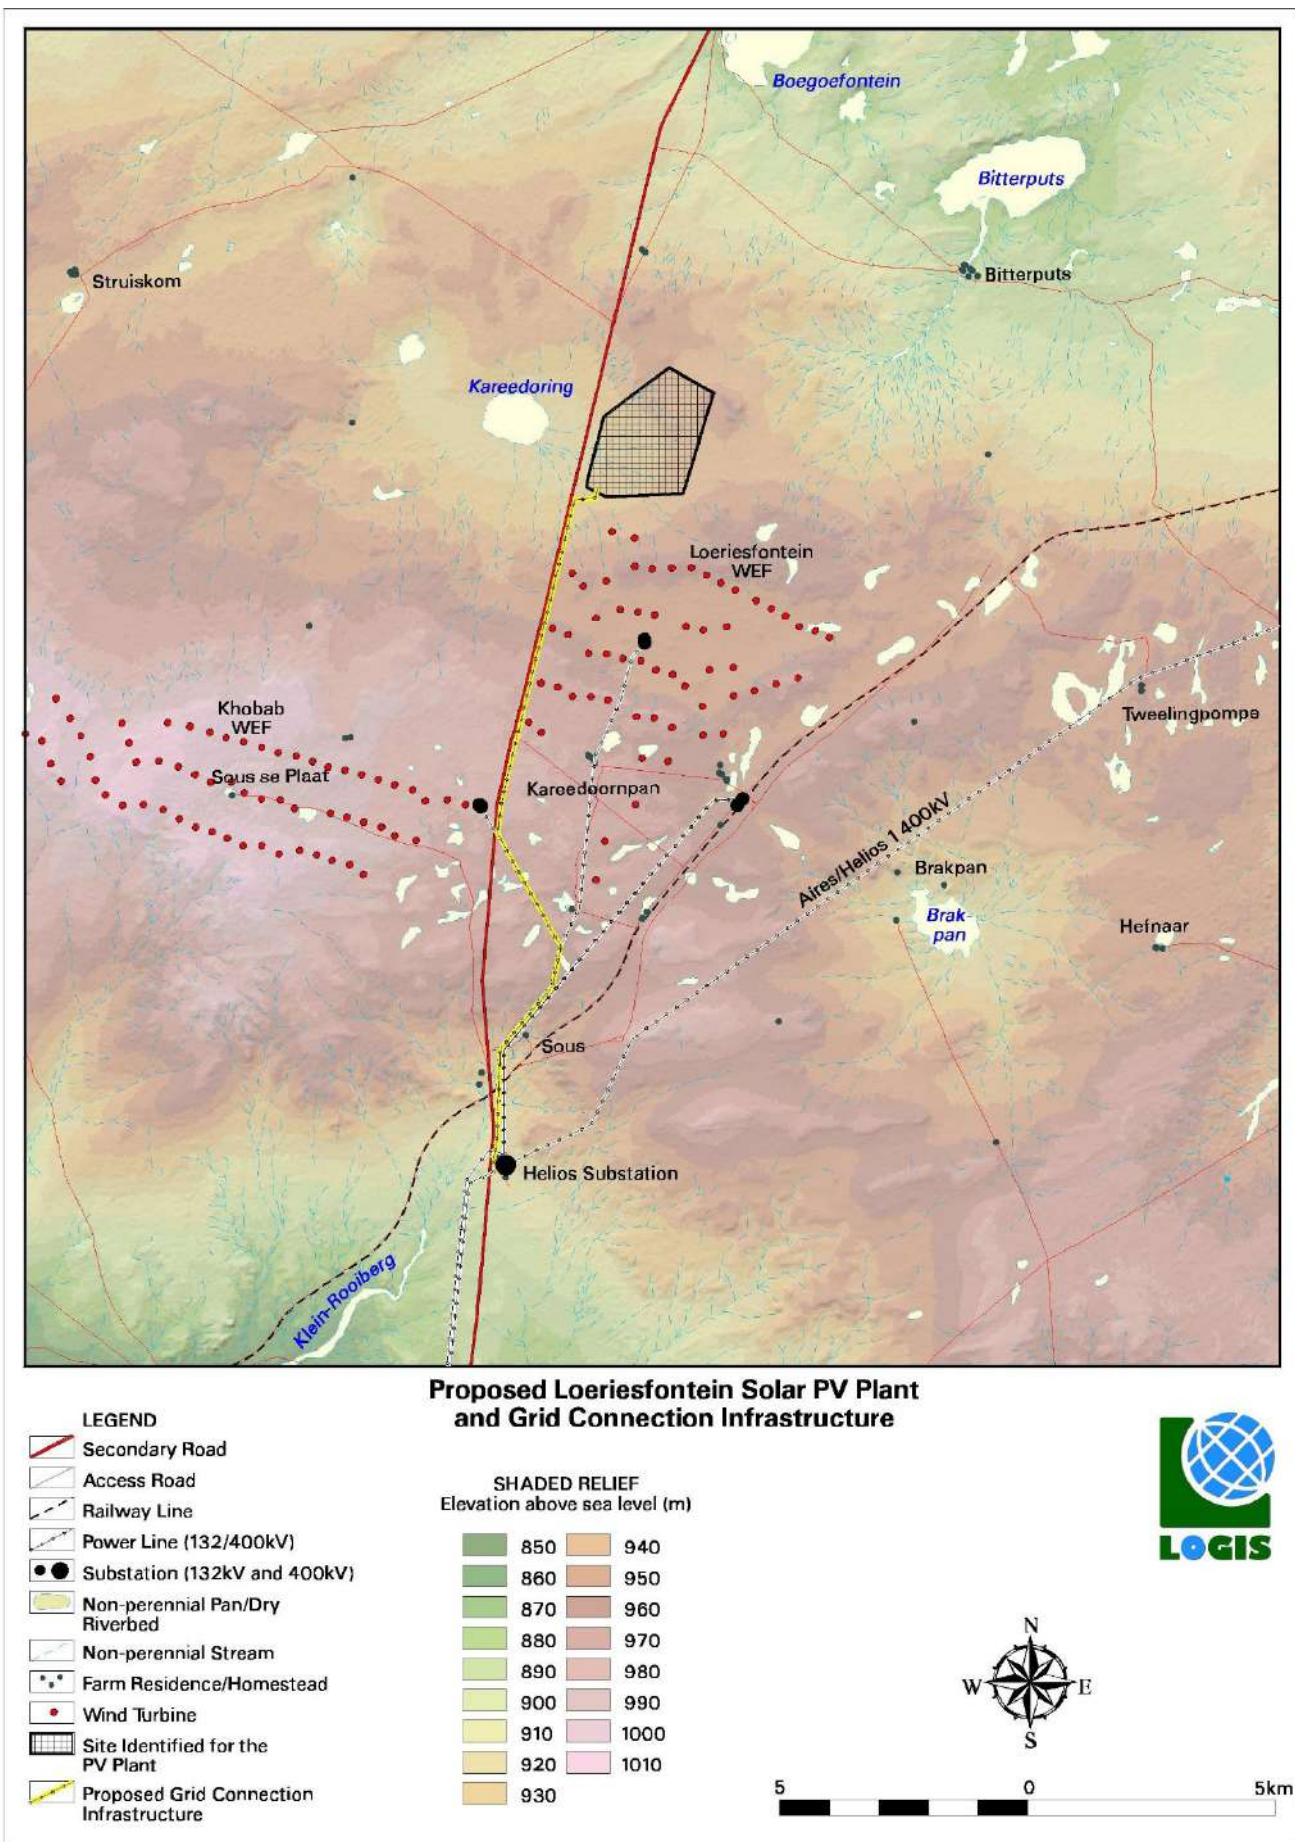 Boegoefontein
Bitterputs
Struiskom
Bitterputs
Kareedoring
Loeriesfontein
WEF
Khobab
WEF
Tweelingpompe
Sous se Plaat
Kareedoornpan
Aires/Helios 1 400kV
Brakpan
Brak-
pan
Hefnaar
Sous
Helios Substation
Klein-Rooiberg
Proposed Loeriesfontein Solar PV Plant
and Grid Connection Infrastructure
LEGEND
Secondary Road
Access Road
Railway Line
Power Line (132/400kV)
Substation (132kV and 400kV)
Non-perennial Pan/Dry
Riverbed
Non-perennial Stream
Farm Residence/Homestead
Wind Turbine
Site Identified for the
PV Plant
Proposed Grid Connection
Infrastructure
SHADED RELIEF
Elevation above sea level (m)
850 940
860 950
870 960
880 970
890 980
900 990
910 1000
920 1010
930
LOGIS
N
W E
S
5 0 5km